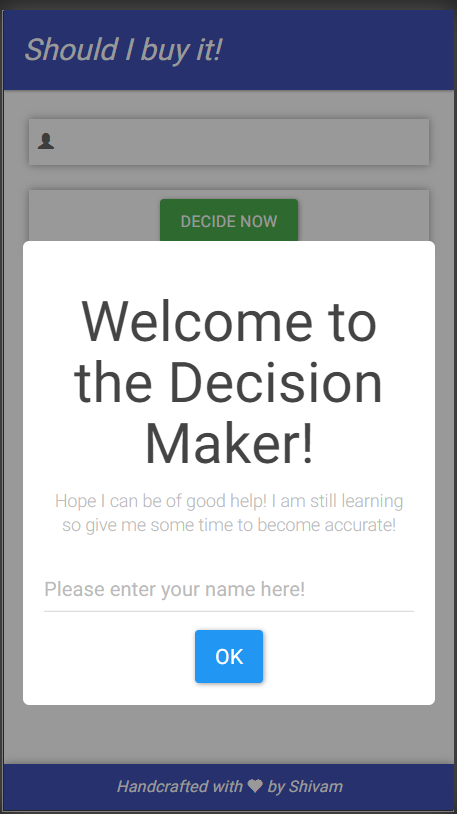 Should I buy it!
DECIDE NOW
Welcome to
the Decision
Maker!
Hope I can be of good help! I am still learning
so give me some time to become accurate!
Please enter your name here!
OK
Handcrafted with ♥ by Shivam